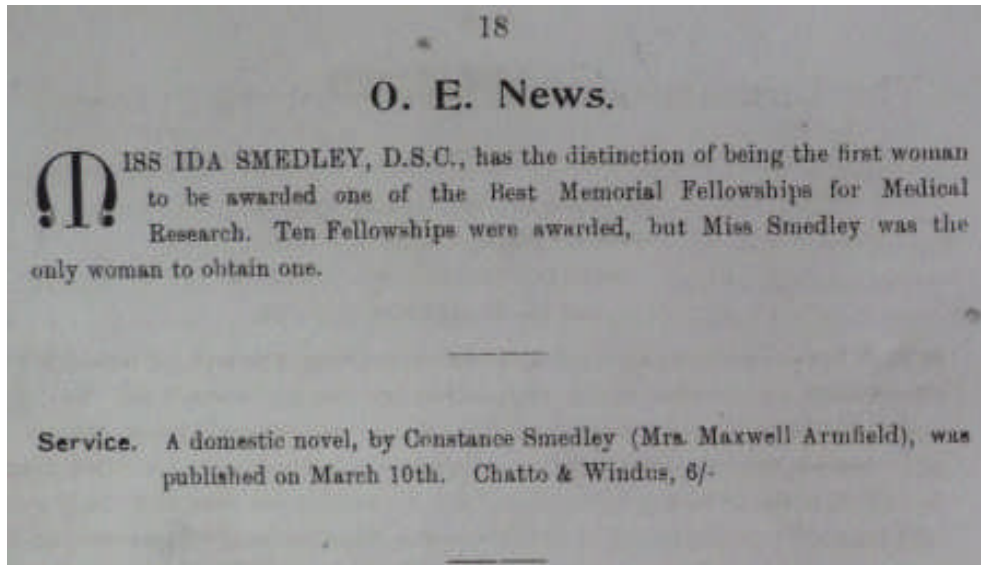 18
O. E. News.
MISS IDA SMEDLEY, D.S.C., has the distinction of being the first woman
to be awarded one of the Best Memorial Fellowships for Medical
Research. Ten Fellowships were awarded, but Miss Smedley was the
only woman to obtain one.
Service. A domestic novel, by Constance Smedley (Mrs. Maxwell Armfield), was
published on March 10th. Chatto & Windus, 6/-